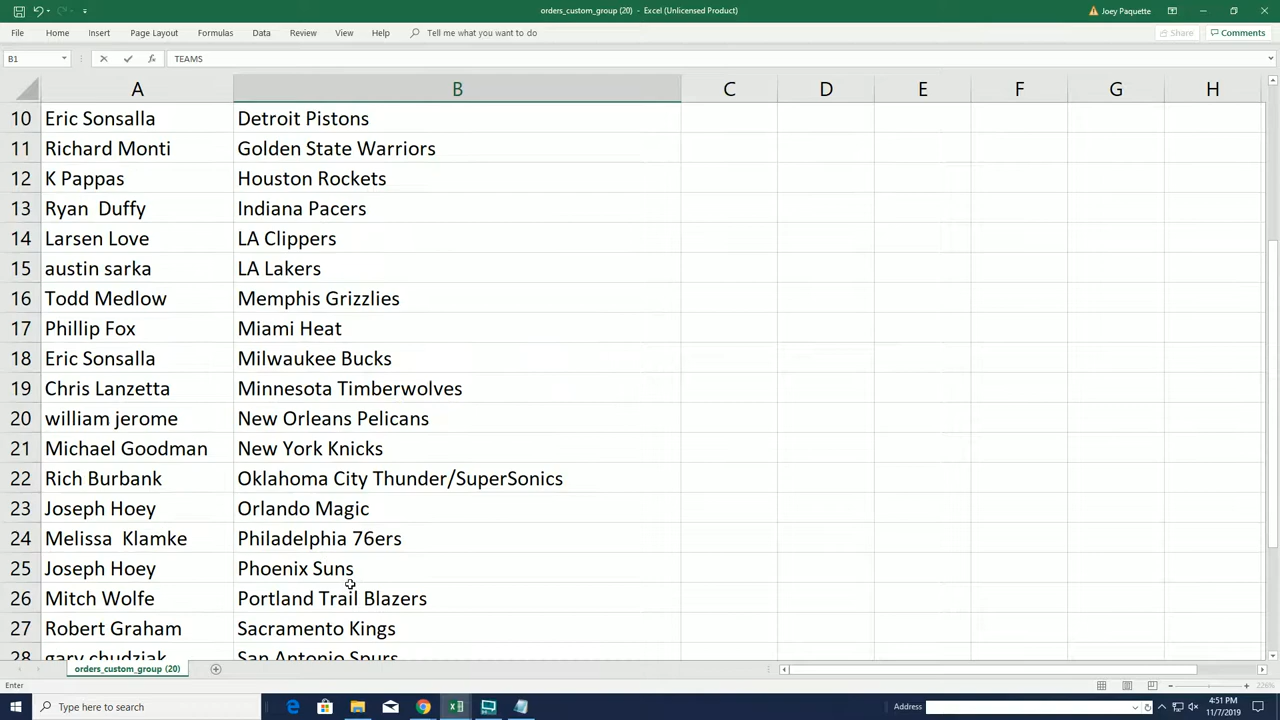 orders_custom_group (20) - Excel (Unlicensed Product)
Joey Paquette
File Home Insert Page Layout Formulas Data Review View Help Tell me what you want to do Share Comments
B1 fx TEAMS
A B C D E F G H
10 Eric Sonsalla Detroit Pistons
11 Richard Monti Golden State Warriors
12 K Pappas Houston Rockets
13 Ryan  Duffy Indiana Pacers
14 Larsen Love LA Clippers
15 austin sarka LA Lakers
16 Todd Medlow Memphis Grizzlies
17 Phillip Fox Miami Heat
18 Eric Sonsalla Milwaukee Bucks
19 Chris Lanzetta Minnesota Timberwolves
20 william jerome New Orleans Pelicans
21 Michael Goodman New York Knicks
22 Rich Burbank Oklahoma City Thunder/SuperSonics
23 Joseph Hoey Orlando Magic
24 Melissa  Klamke Philadelphia 76ers
25 Joseph Hoey Phoenix Suns
26 Mitch Wolfe Portland Trail Blazers
27 Robert Graham Sacramento Kings
28 gary chudziak San Antonio Spurs
orders_custom_group (20)
Enter 226%
Type here to search Address 4:51 PM
11/7/2019